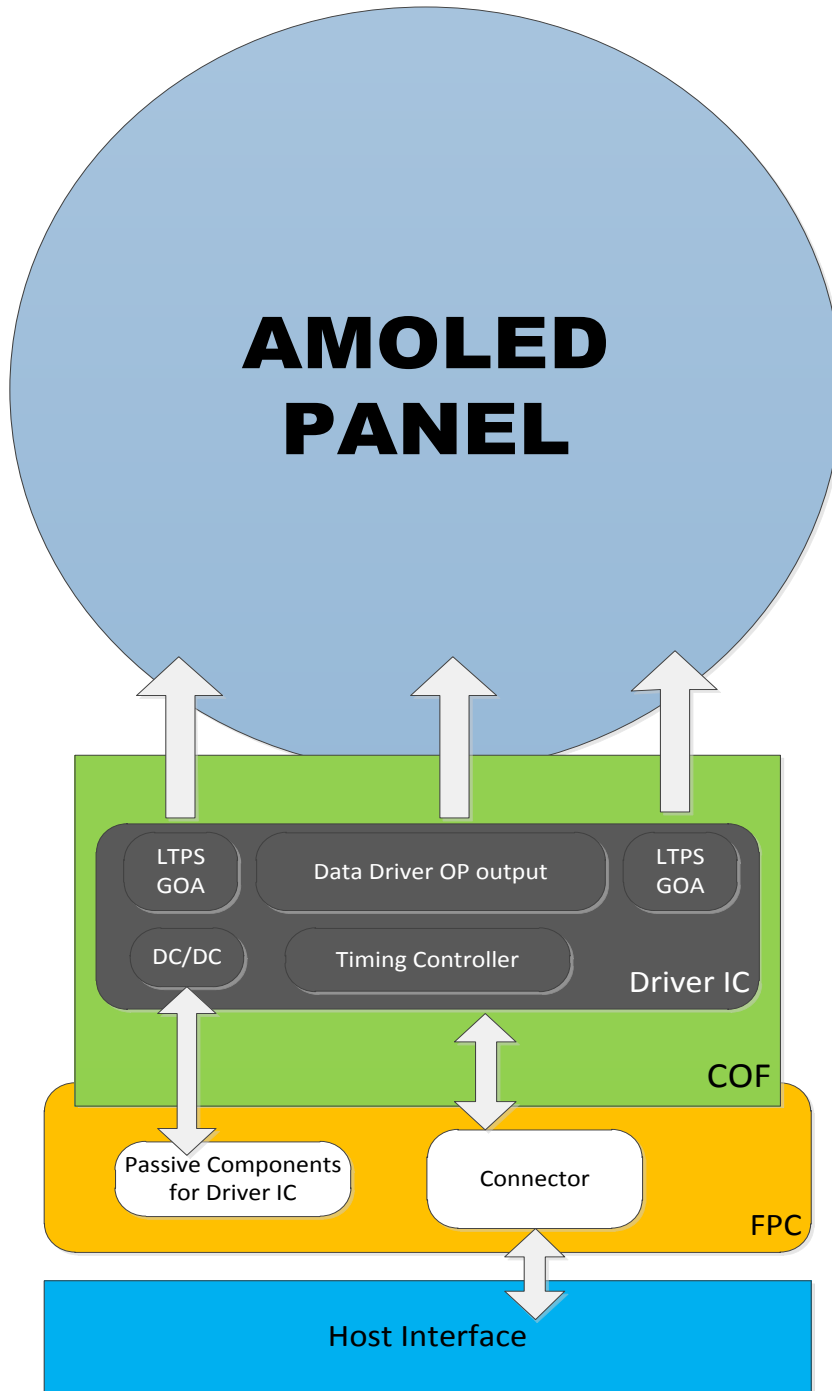 AMOLED
PANEL
LTPS
GOA
Data Driver OP output
LTPS
GOA
DC/DC
Timing Controller
Driver IC
COF
Passive Components
for Driver IC
Connector
FPC
Host Interface